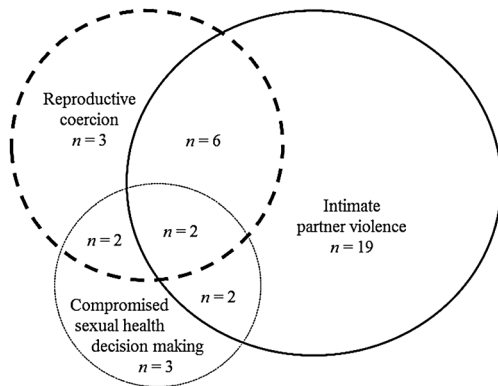 Reproductive
coercion
n = 3
n = 6
Intimate
partner violence
n = 19
n = 2
n = 2
n = 2
Compromised
sexual health
decision making
n = 3